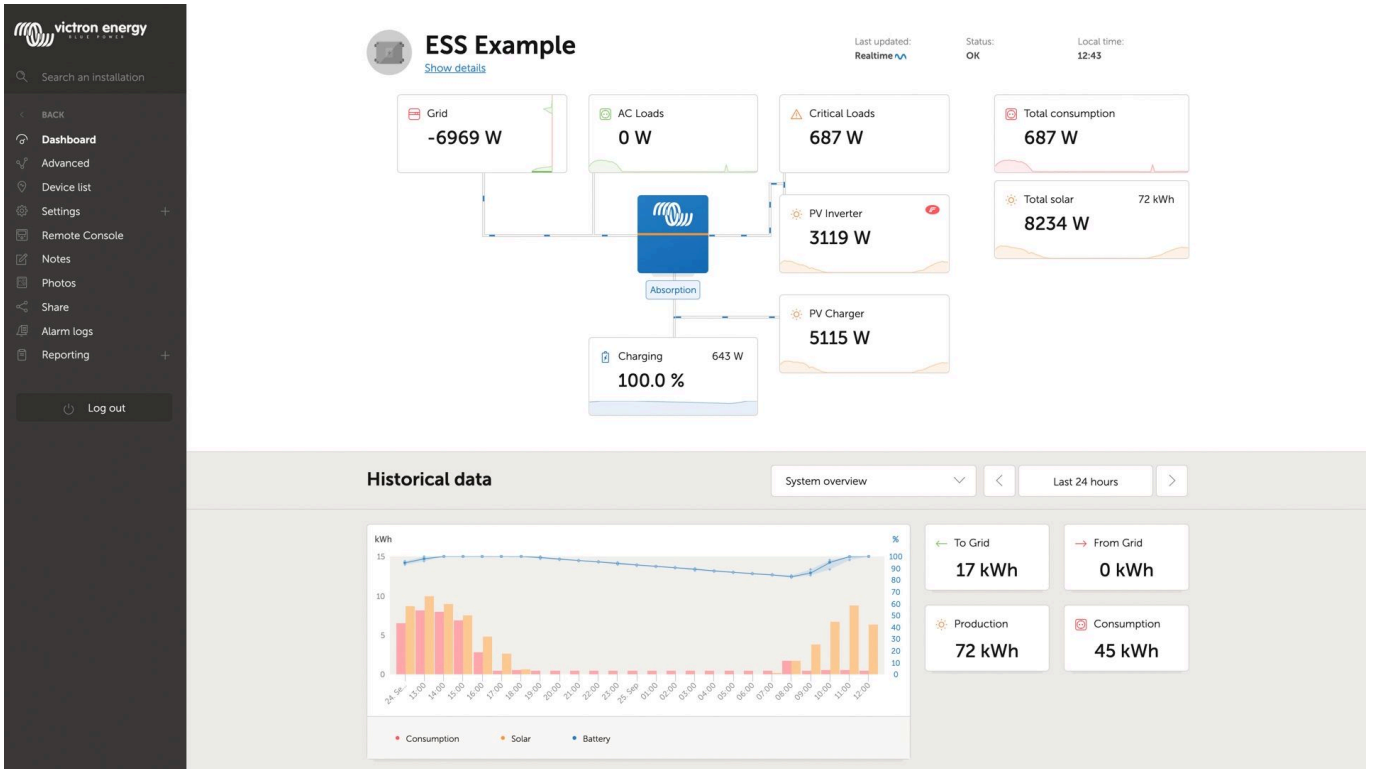 victron energy
BLUE POWER
Search an installation
BACK
Dashboard
Advanced
Device list
Settings
Remote Console
Notes
Photos
Share
Alarm logs
Reporting
Log out
ESS Example
Show details
Last updated:
Realtime
Status:
OK
Local time:
12:43
Grid
-6969 W
AC Loads
0 W
Critical Loads
687 W
Total consumption
687 W
PV Inverter
3119 W
Total solar 72 kWh
8234 W
Absorption
PV Charger
5115 W
Charging 643 W
100.0 %
Historical data
System overview
Last 24 hours
kWh
15
10
5
0
%
100
90
80
70
60
50
40
30
20
10
0
24. Se...
13:00
14:00
15:00
16:00
17:00
18:00
19:00
20:00
21:00
22:00
23:00
25. Sep
01:00
02:00
03:00
04:00
05:00
06:00
07:00
08:00
09:00
10:00
11:00
12:00
Consumption
Solar
Battery
To Grid
17 kWh
From Grid
0 kWh
Production
72 kWh
Consumption
45 kWh